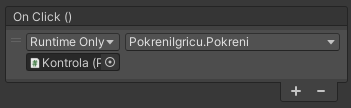 On Click ()
Runtime Only PokreniIgricu.Pokreni
Kontrola (P